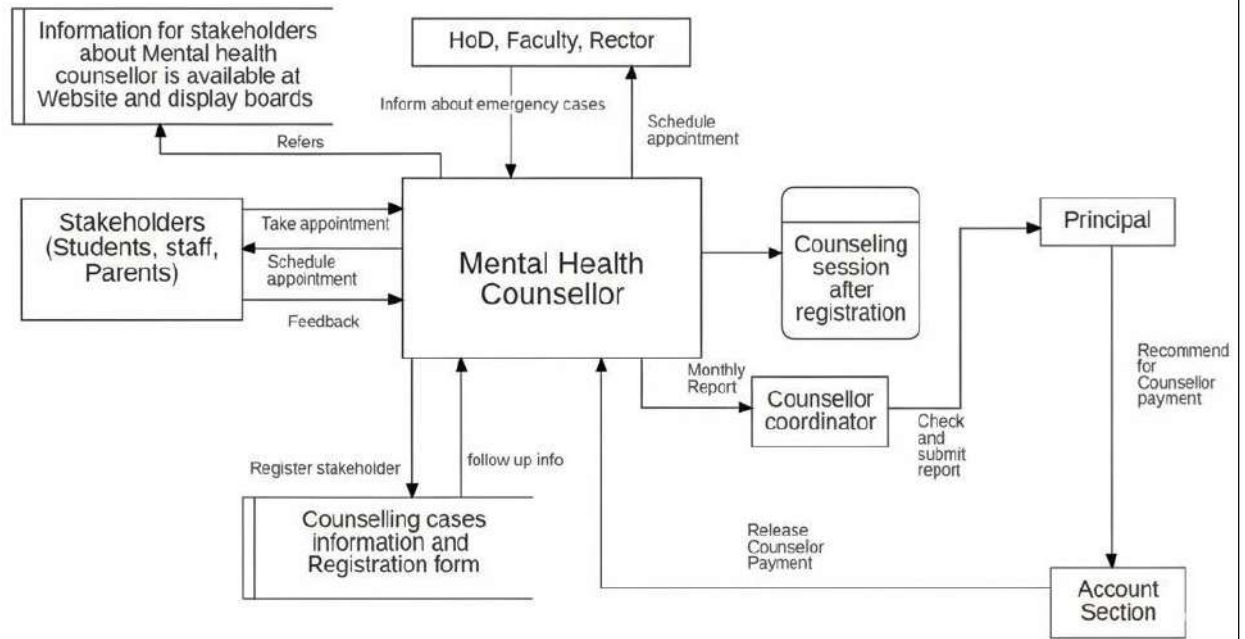 Information for stakeholders
about Mental health
counsellor is available at
Website and display boards
HoD, Faculty, Rector
Inform about emergency cases
Schedule
appointment
Refers
Stakeholders
(Students, staff,
Parents)
Take appointment
Schedule
appointment
Feedback
Mental Health
Counsellor
Counseling
session
after
registration
Principal
Monthly
Report
Counsellor
coordinator
Check
and
submit
report
Recommend
for
Counsellor
payment
Register stakeholder
follow up info
Counselling cases
information and
Registration form
Release
Counselor
Payment
Account
Section